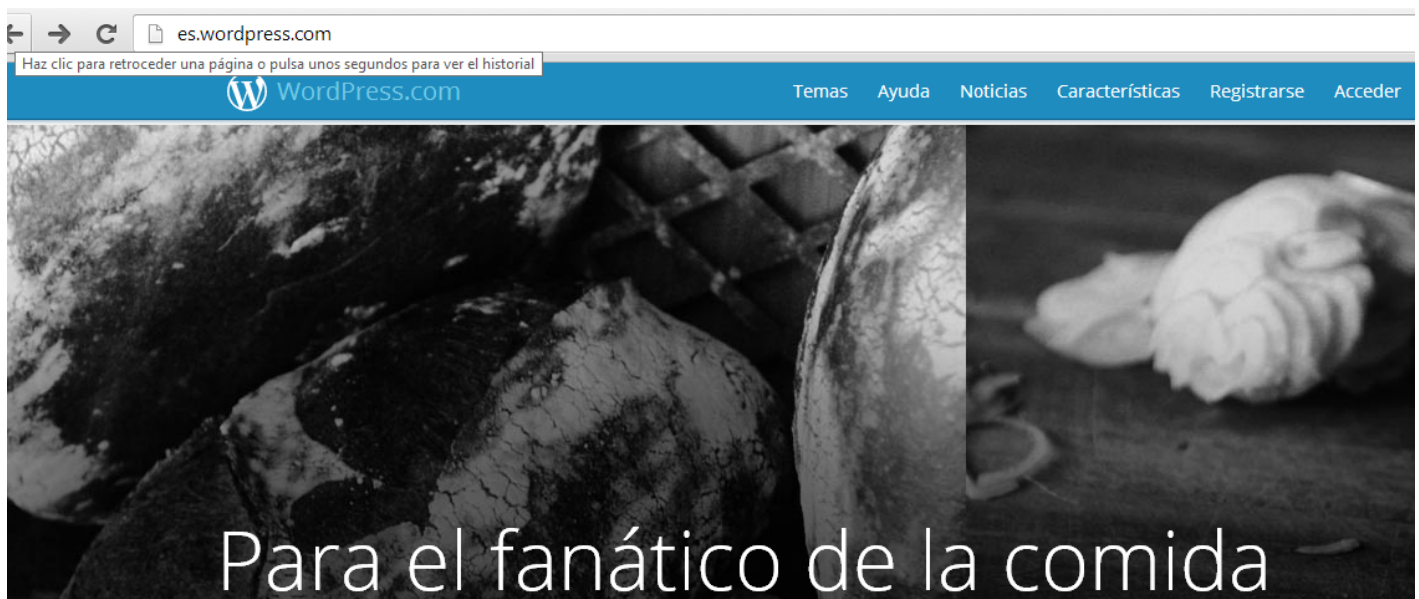 es.wordpress.com
Haz clic para retroceder una página o pulsa unos segundos para ver el historial
WordPress.com Temas Ayuda Noticias Características Registrarse Acceder
Para el fanático de la comida